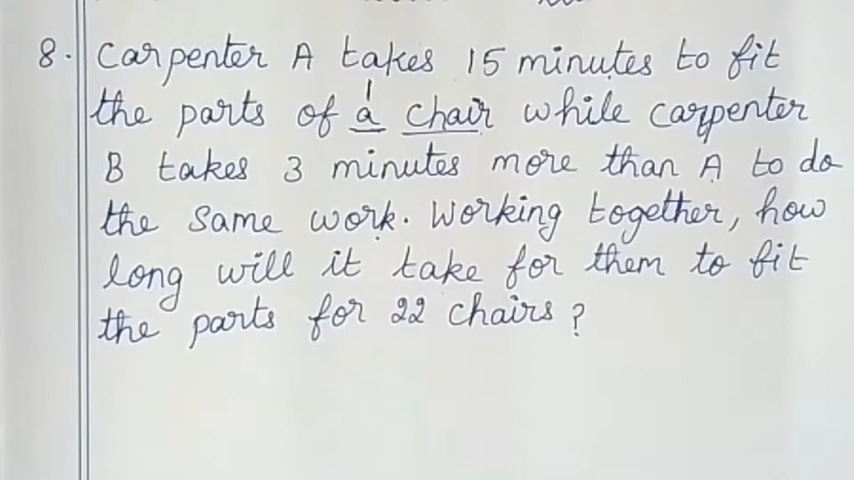 8. Carpenter A takes 15 minutes to fit
1
the parts of a chair while carpenter
B takes 3 minutes more than A to do
the same work. Working together, how
long will it take for them to fit
the parts for 22 chairs?